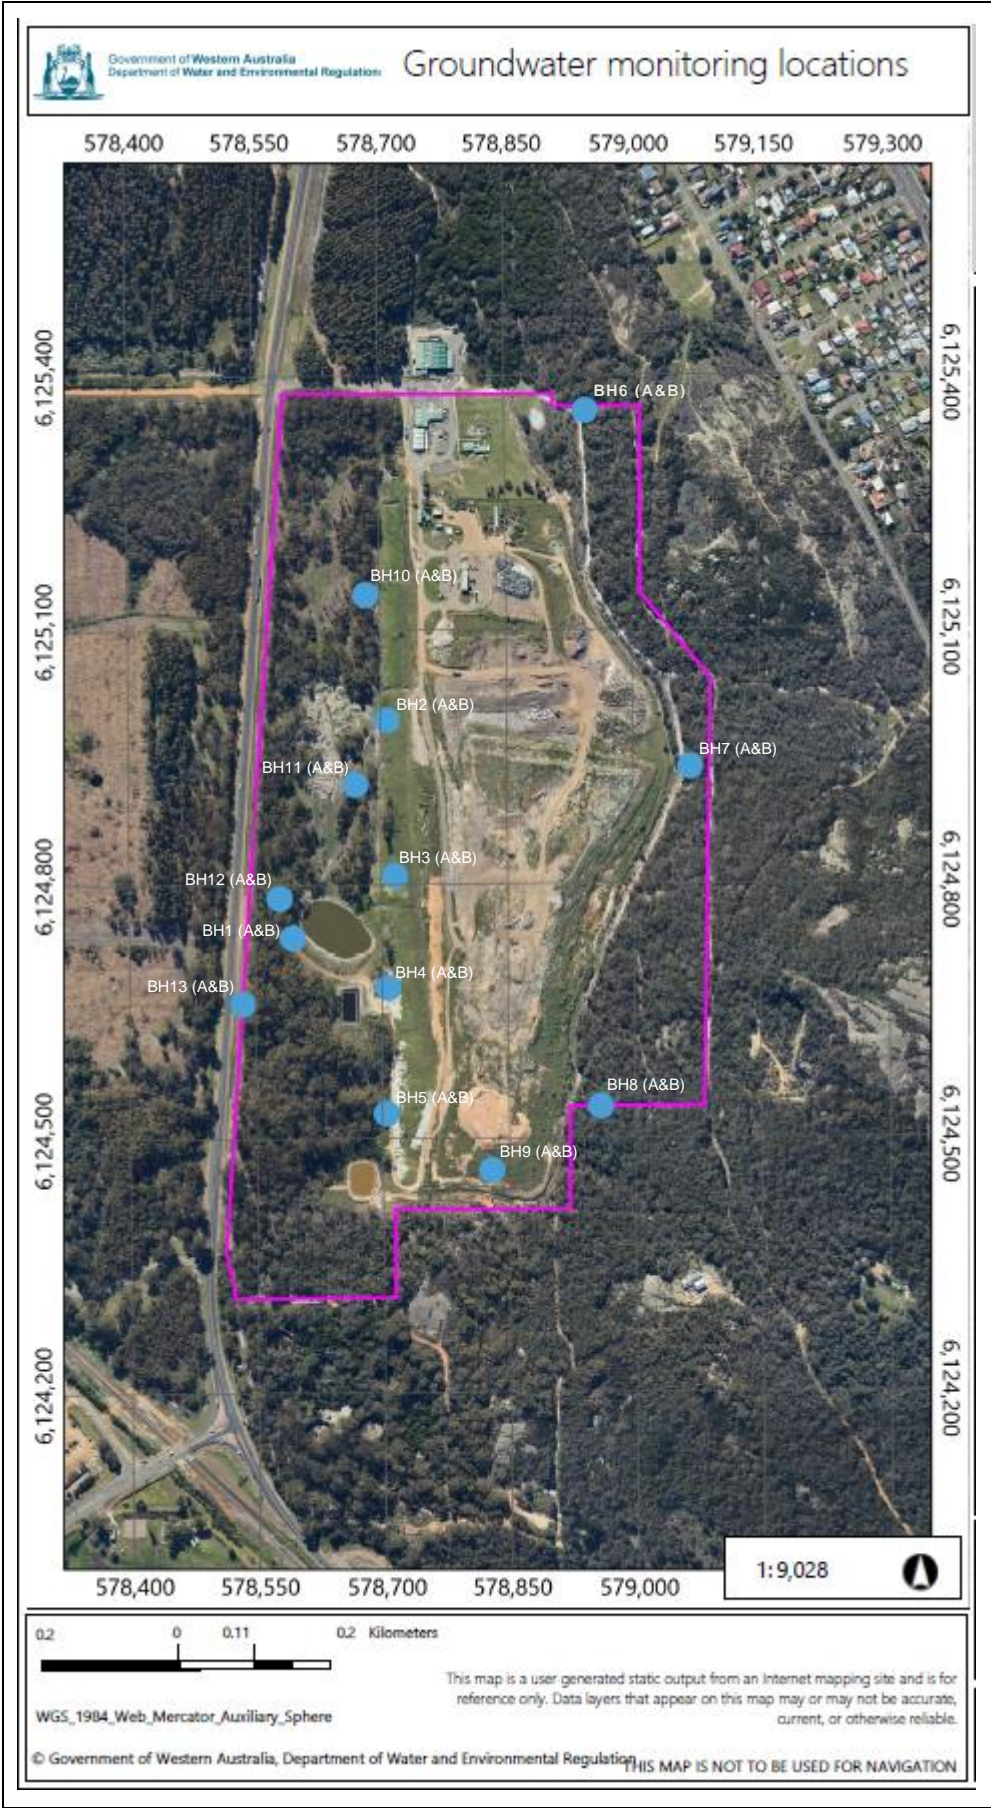 Government of Western Australia
Department of Water and Environmental Regulation
Groundwater monitoring locations
578,400 578,550 578,700 578,850 579,000 579,150 579,300
6,125,400
6,125,400
BH6 (A&B)
BH10 (A&B)
6,125,100
6,125,100
BH2 (A&B)
BH7 (A&B)
BH11 (A&B)
BH3 (A&B)
6,124,800
6,124,800
BH12 (A&B)
BH1 (A&B)
BH4 (A&B)
BH13 (A&B)
BH8 (A&B)
BH5 (A&B)
6,124,500
6,124,500
BH9 (A&B)
6,124,200
6,124,200
578,400 578,550 578,700 578,850 579,000
1:9,028
0.2 0 0.11 0.2 Kilometers
This map is a user generated static output from an Internet mapping site and is for
reference only. Data layers that appear on this map may or may not be accurate,
current, or otherwise reliable.
WGS_1984_Web_Mercator_Auxiliary_Sphere
© Government of Western Australia, Department of Water and Environmental Regulation
THIS MAP IS NOT TO BE USED FOR NAVIGATION